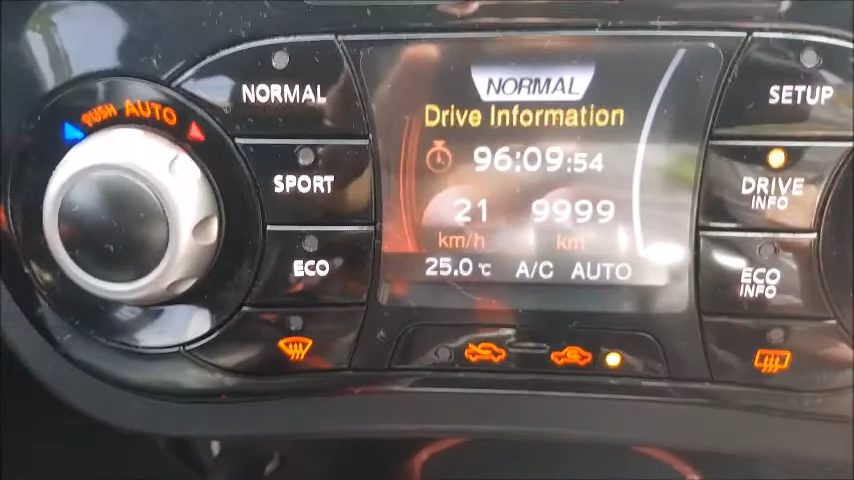 PUSH AUTO
NORMAL
SPORT
ECO
NORMAL
Drive Information
96:09:54
21 9999
km/h km
25.0°c A/C AUTO
SETUP
DRIVE
INFO
ECO
INFO